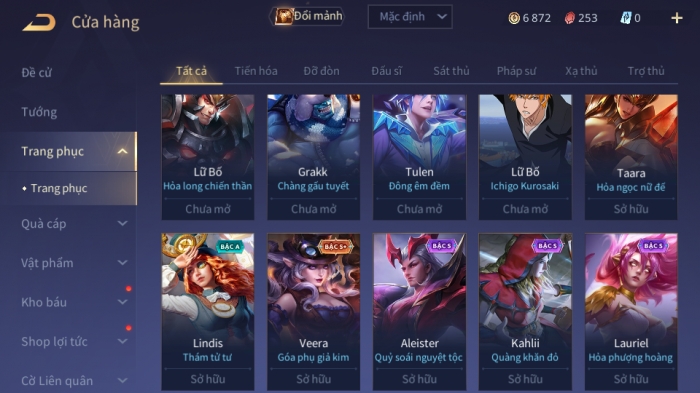 Cửa hàng
Đổi mảnh
Mặc định
6 872
253
0
Đề cử
Tướng
Trang phục
Trang phục
Quà cáp
Vật phẩm
Kho báu
Shop lợi tức
Cờ Liên quân
Tất cả Tiến hóa Đỡ đòn Đấu sĩ Sát thủ Pháp sư Xạ thủ Trợ thủ
Lữ Bố Grakk Tulen Lữ Bố Taara
Hỏa long chiến thần Chàng gấu tuyết Đông êm đềm Ichigo Kurosaki Hỏa ngọc nữ đế
Chưa mở Chưa mở Chưa mở Chưa mở Sở hữu
BẬC A BẬC S+ BẬC S BẬC S BẬC S
Lindis Veera Aleister Kahlii Lauriel
Thám tử tư Góa phụ giả kim Quỷ soái nguyệt tộc Quàng khăn đỏ Hỏa phượng hoàng
Sở hữu Sở hữu Sở hữu Sở hữu Sở hữu